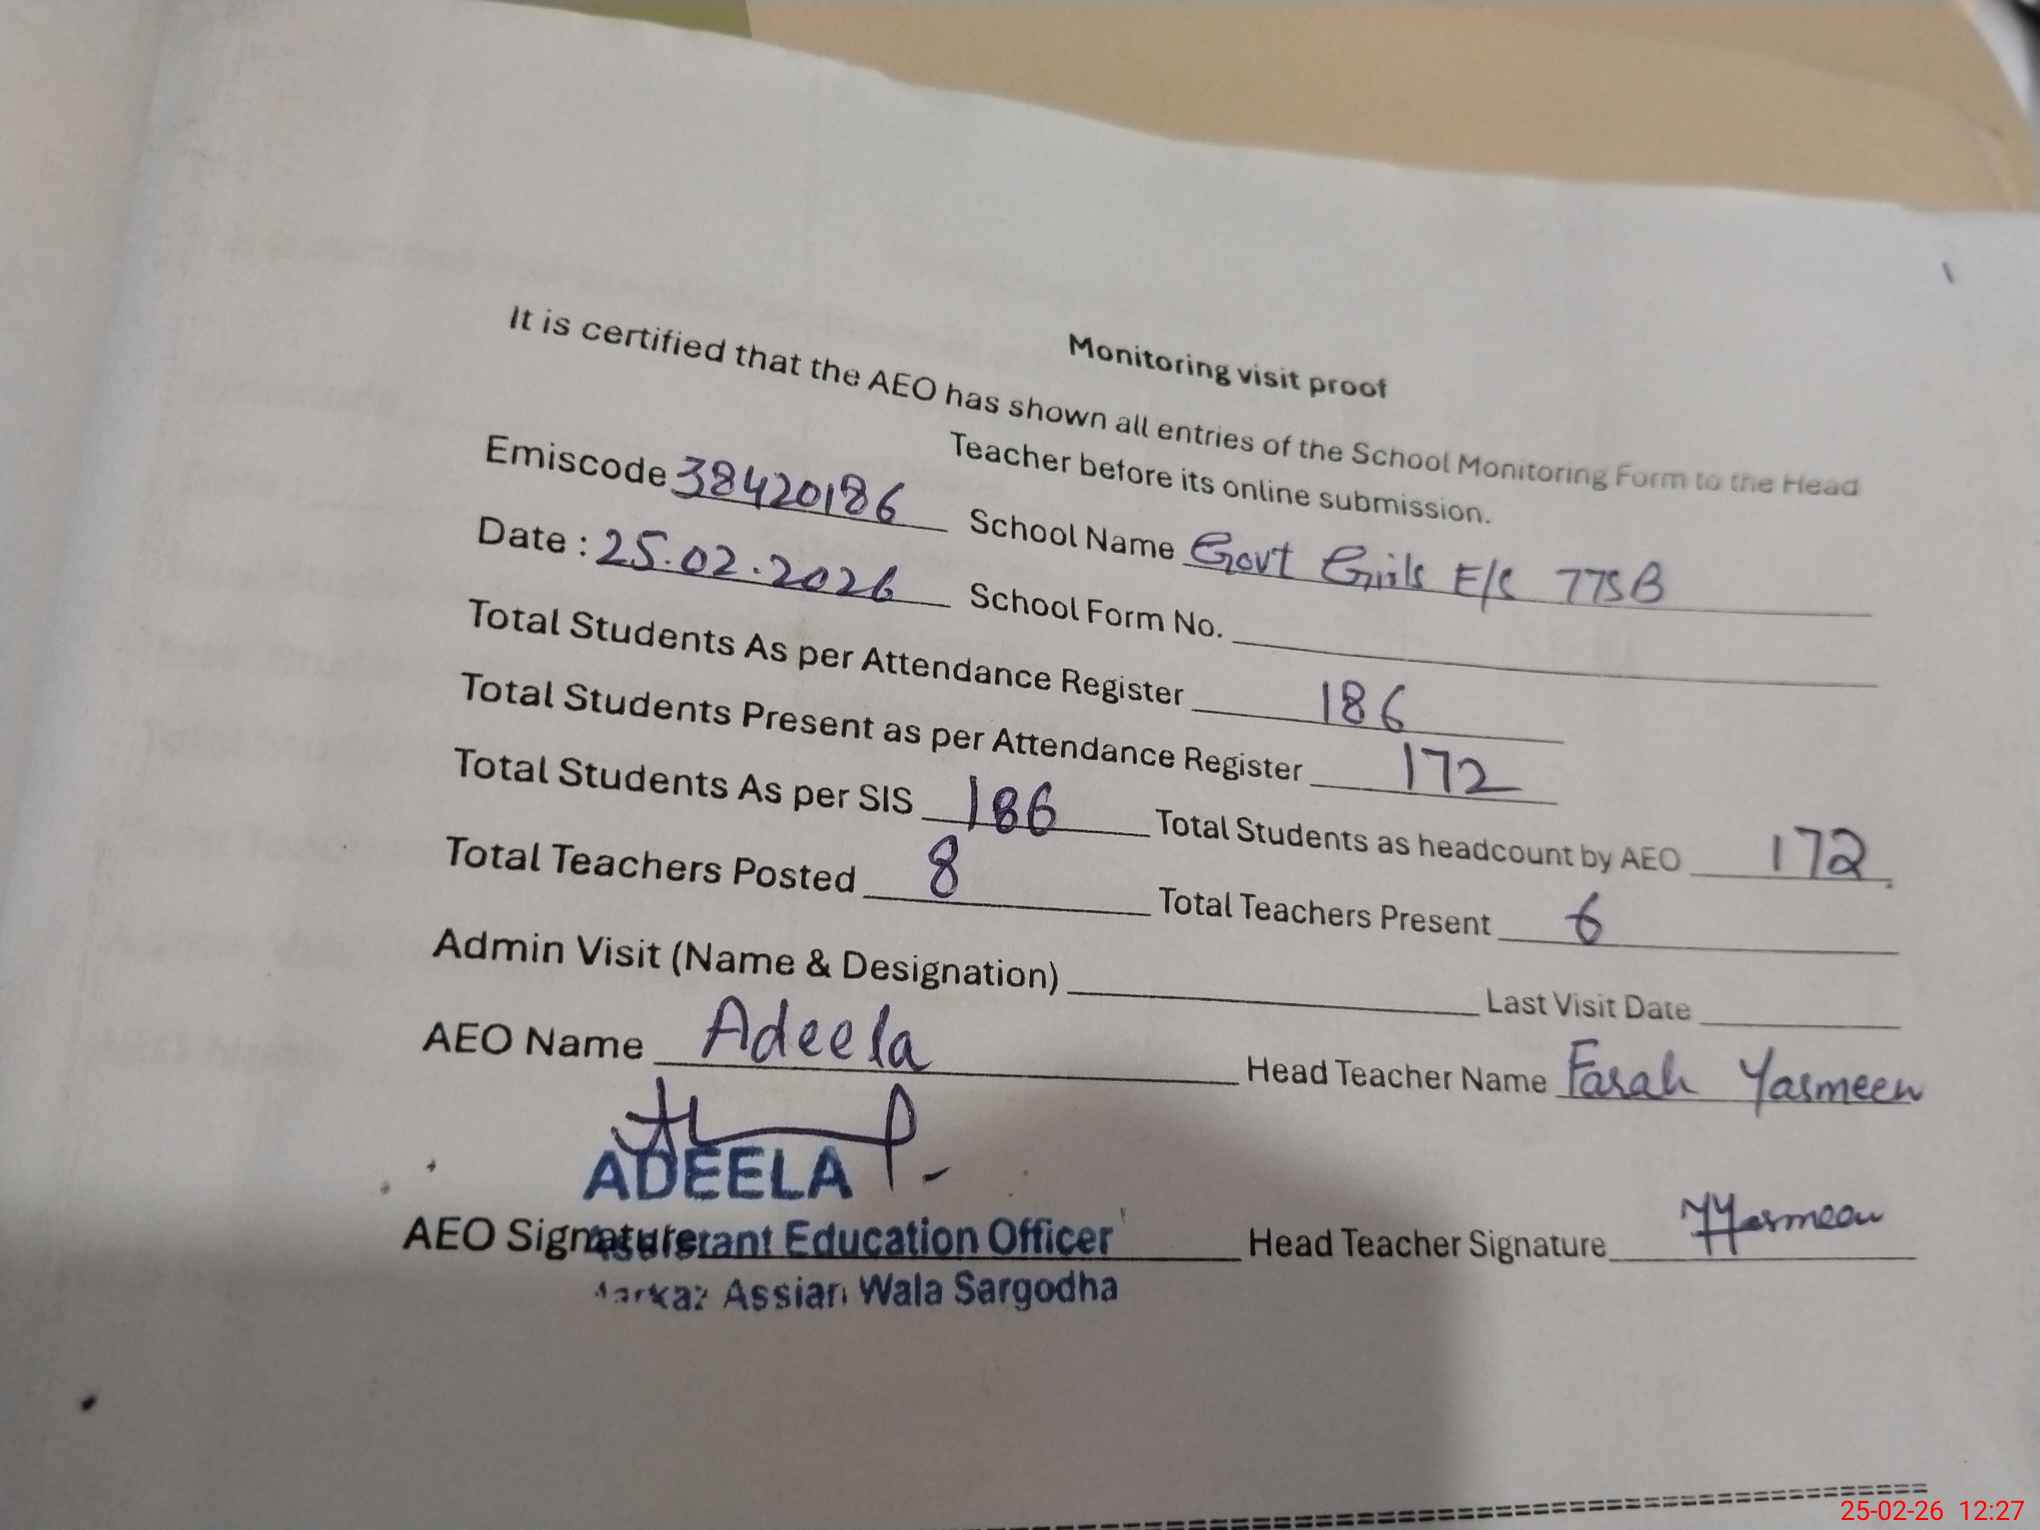 Monitoring visit proof
It is certified that the AEO has shown all entries of the School Monitoring Form to the Head
Teacher before its online submission.
Emiscode 38420186 School Name Govt Girls E/S 77SB
Date : 25.02.2026 School Form No.
Total Students As per Attendance Register 186
Total Students Present as per Attendance Register 172
Total Students As per SIS 186 Total Students as headcount by AEO 172
Total Teachers Posted 8 Total Teachers Present 6
Admin Visit (Name & Designation) Last Visit Date
AEO Name Adeela Head Teacher Name Farah Yasmeen
ADEELA
AEO Signature Education Officer Head Teacher Signature Yasmeen
Markaz Assian Wala Sargodha
25-02-26 12:27